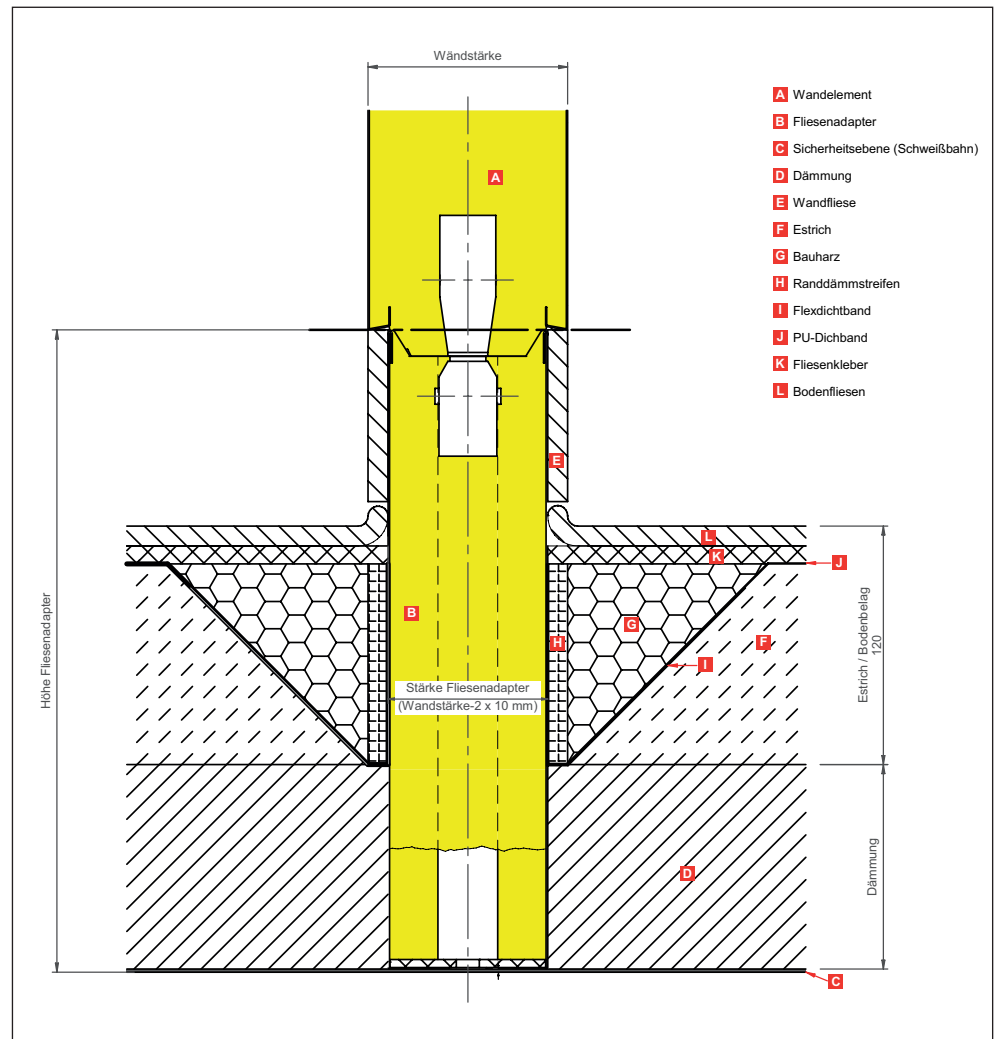 Wändstärke
A Wandelement
B Fliesenadapter
C Sicherheitsebene (Schweißbahn)
D Dämmung
E Wandfliese
F Estrich
G Bauharz
H Randdämmstreifen
I Flexdichtband
J PU-Dichband
K Fliesenkleber
L Bodenfliesen
A
E
L
K
J
B
G
H
F
I
Stärke Fliesenadapter
(Wandstärke-2 x 10 mm)
D
C
Höhe Fliesenadapter
Estrich / Bodenbelag
120
Dämmung